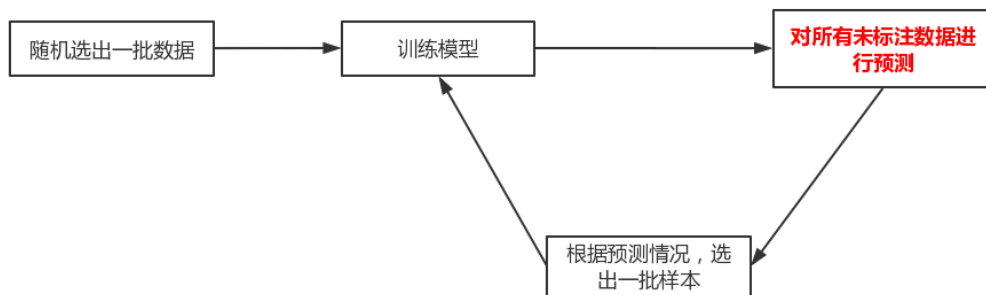 随机选出一批数据
训练模型
对所有未标注数据进
行预测
根据预测情况，选
出一批样本